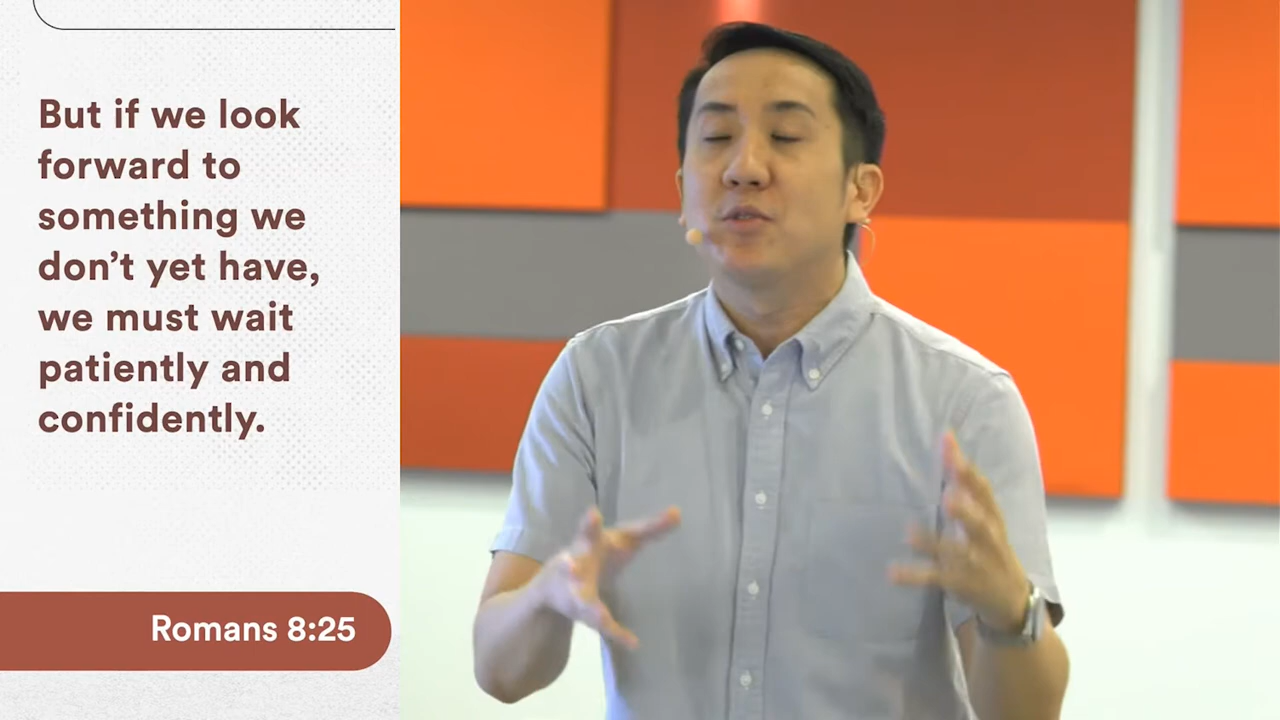 But if we look
forward to
something we
don’t yet have,
we must wait
patiently and
confidently.
Romans 8:25